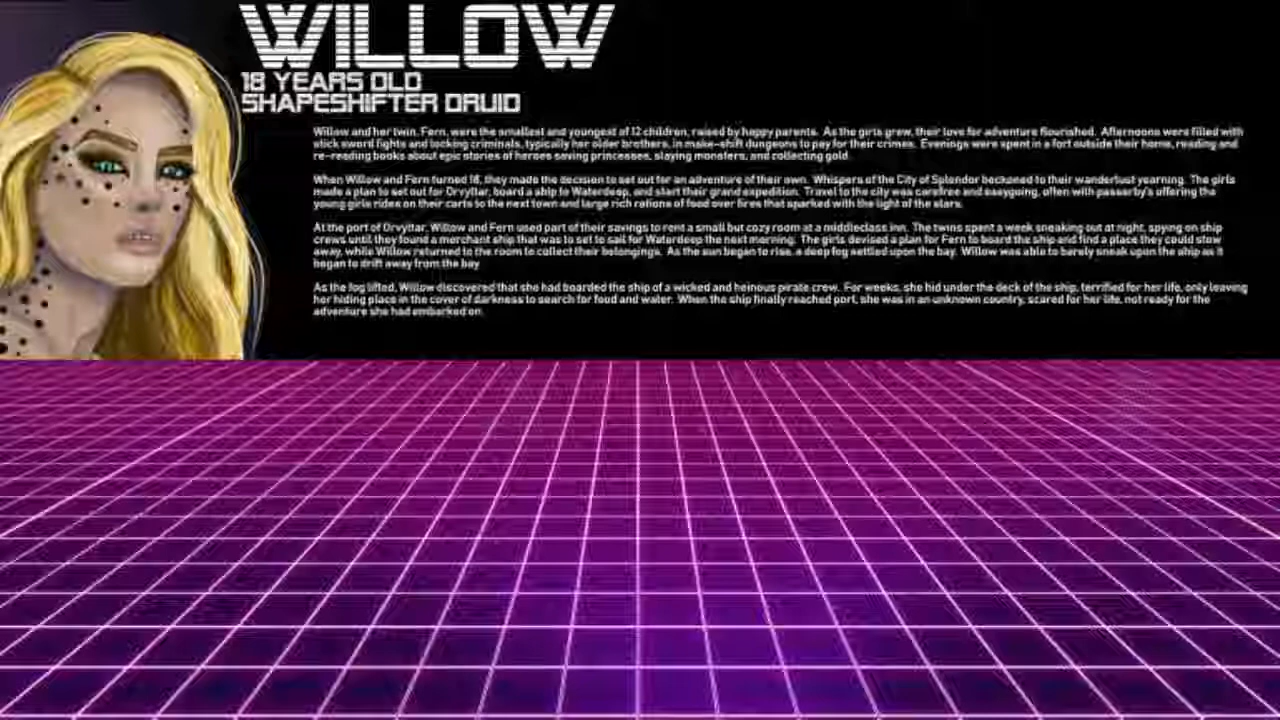 WILLOW
18 YEARS OLD
SHAPESHIFTER DRUID
Willow and her twin, Fern, were the smallest and youngest of 12 children, raised by happy parents. As the girls grew, their love for adventure flourished. Afternoons were filled with
stick sword fights and locking criminals, typically her older brothers, in make-shift dungeons to pay for their crimes. Evenings were spent in a fort outside their home, reading and
re-reading books about epic stories of heroes saving princesses, slaying monsters, and collecting gold.
When Willow and Fern turned 18, they made the decision to set out for an adventure of their own. Whispers of the City of Splendor beckoned to their wanderlust yearning. The girls
made a plan to set out for Orvyltar, board a ship to Waterdeep, and start their grand expedition. Travel to the city was carefree and easygoing, often with passerby's offering the
young girls rides on their carts to the next town and large rich rations of food over fires that sparked with the light of the stars.
At the port of Orvyltar, Willow and Fern used part of their savings to rent a small but cozy room at a middleclass inn. The twins spent a week sneaking out at night, spying on ship
crews until they found a merchant ship that was to set to sail for Waterdeep the next morning. The girls devised a plan for Fern to board the ship and find a place they could stow
away, while Willow returned to the room to collect their belongings. As the sun began to rise, a deep fog settled upon the bay. Willow was able to barely sneak upon the ship as it
began to drift away from the bay
As the fog lifted, Willow discovered that she had boarded the ship of a wicked and heinous pirate crew. For weeks, she hid under the deck of the ship, terrified for her life, only leaving
her hiding place in the cover of darkness to search for food and water. When the ship finally reached port, she was in an unknown country, scared for her life, not ready for the
adventure she had embarked on.